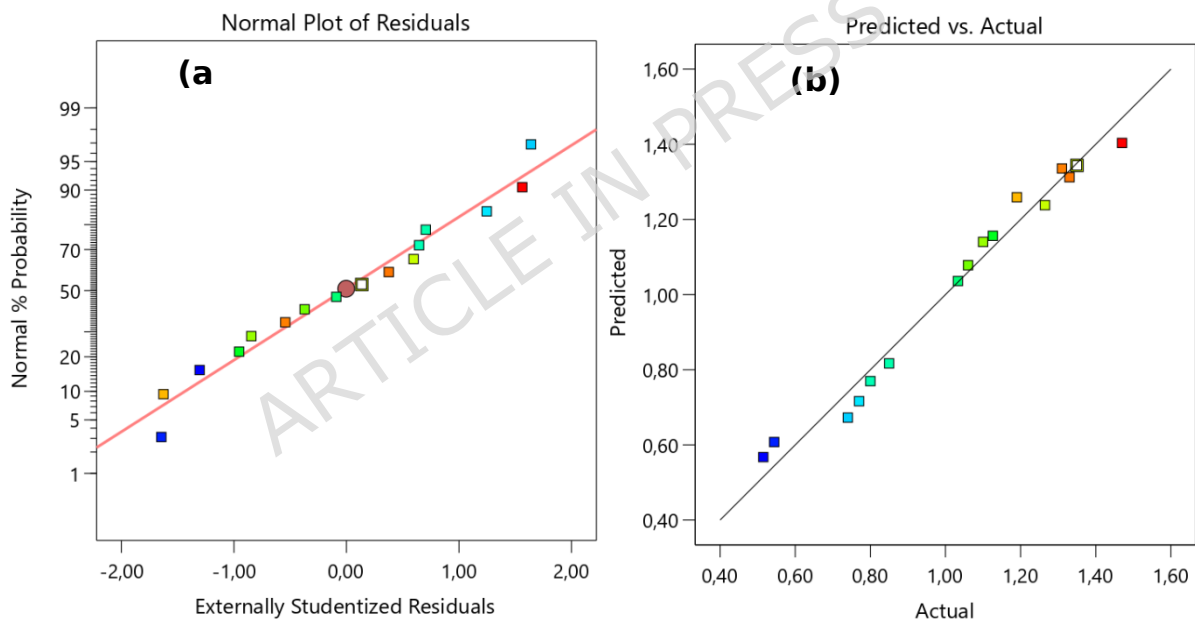 Normal Plot of Residuals
(a
Normal % Probability
99
95
90
70
50
20
10
5
1
-2,00 -1,00 0,00 1,00 2,00
Externally Studentized Residuals
Predicted vs. Actual
(b)
Predicted
1,60
1,40
1,20
1,00
0,80
0,60
0,40
0,40 0,60 0,80 1,00 1,20 1,40 1,60
Actual
ARTICLE IN PRESS